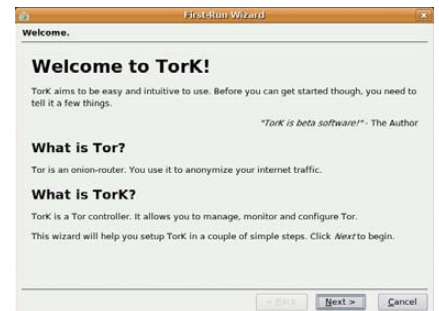 First-Run Wizard
Welcome.
Welcome to TorK!
TorK aims to be easy and intuitive to use. Before you can get started though, you need to
tell it a few things.
"TorK is beta software!" - The Author
What is Tor?
Tor is an onion-router. You use it to anonymize your internet traffic.
What is TorK?
TorK is a Tor controller. It allows you to manage, monitor and configure Tor.
This wizard will help you setup TorK in a couple of simple steps. Click Next to begin.
< Back
Next >
Cancel